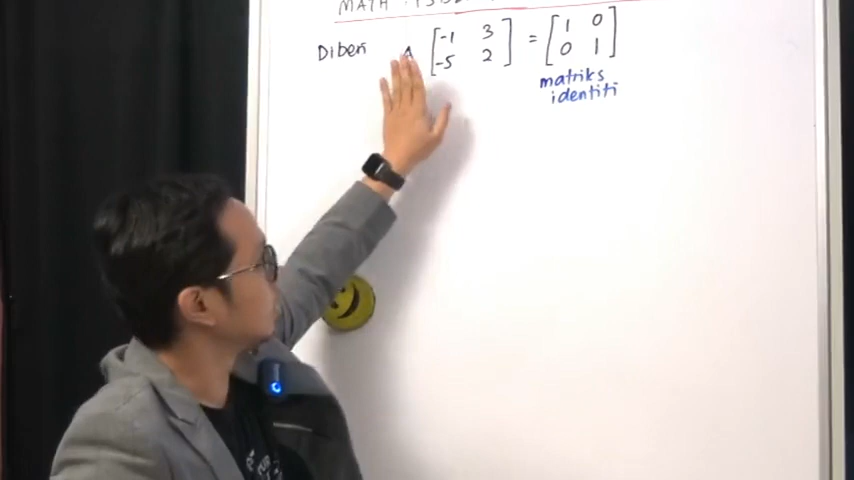 MATH
Diberi A [-1 3 -5 2] = [1 0 0 1]
matriks
identiti